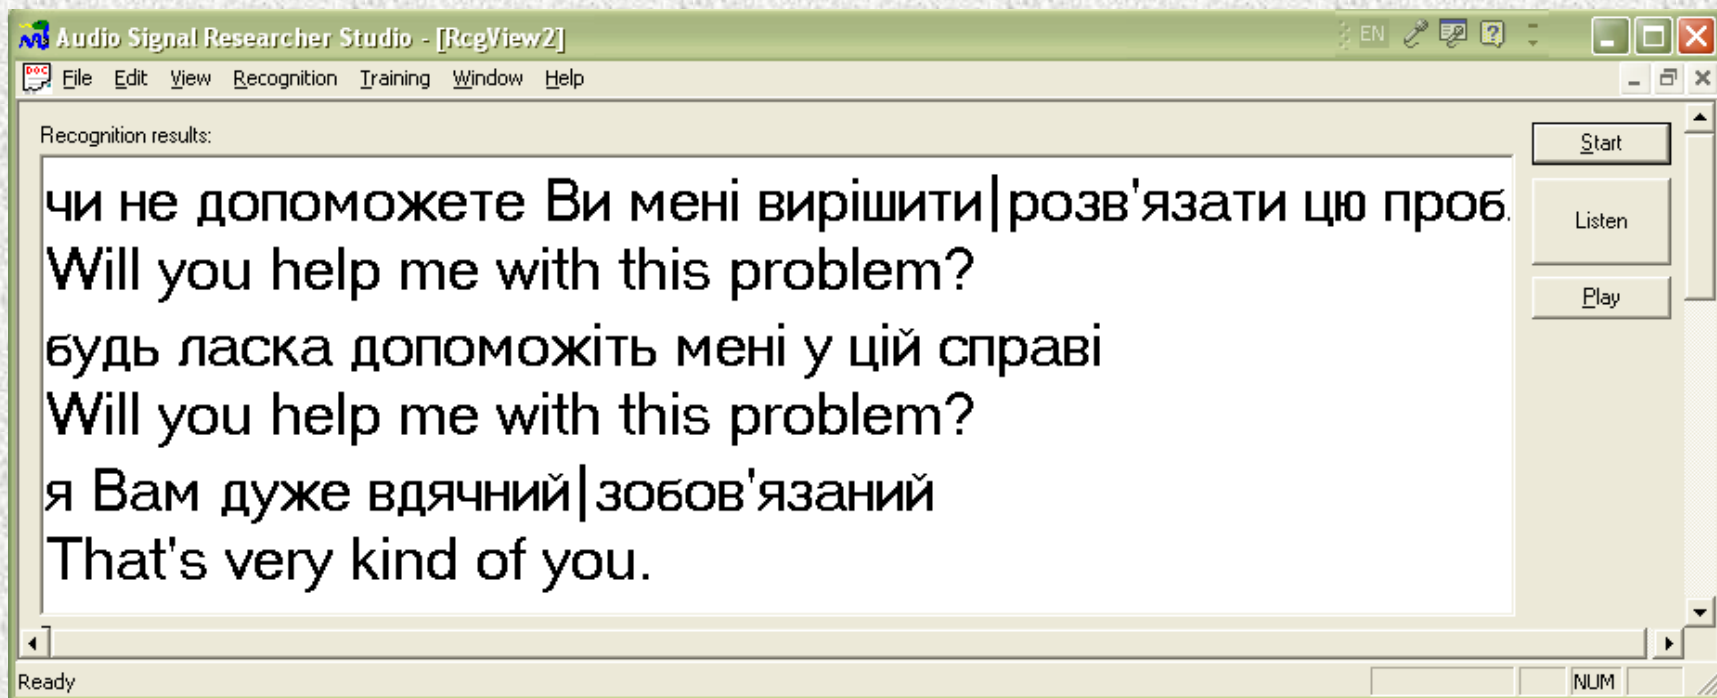 Audio Signal Researcher Studio - [RcgView2]
EN
File Edit View Recognition Training Window Help
Recognition results:
чи не допоможете Ви мені вирішити|розв'язати цю проб
Will you help me with this problem?
будь ласка допоможіть мені у цій справі
Will you help me with this problem?
я Вам дуже вдячний|зобов'язаний
That's very kind of you.
Start
Listen
Play
Ready
NUM